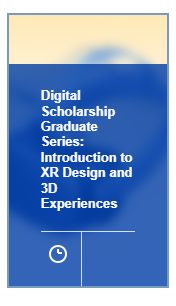 Digital
Scholarship
Graduate
Series:
Introduction to
XR Design and
3D
Experiences